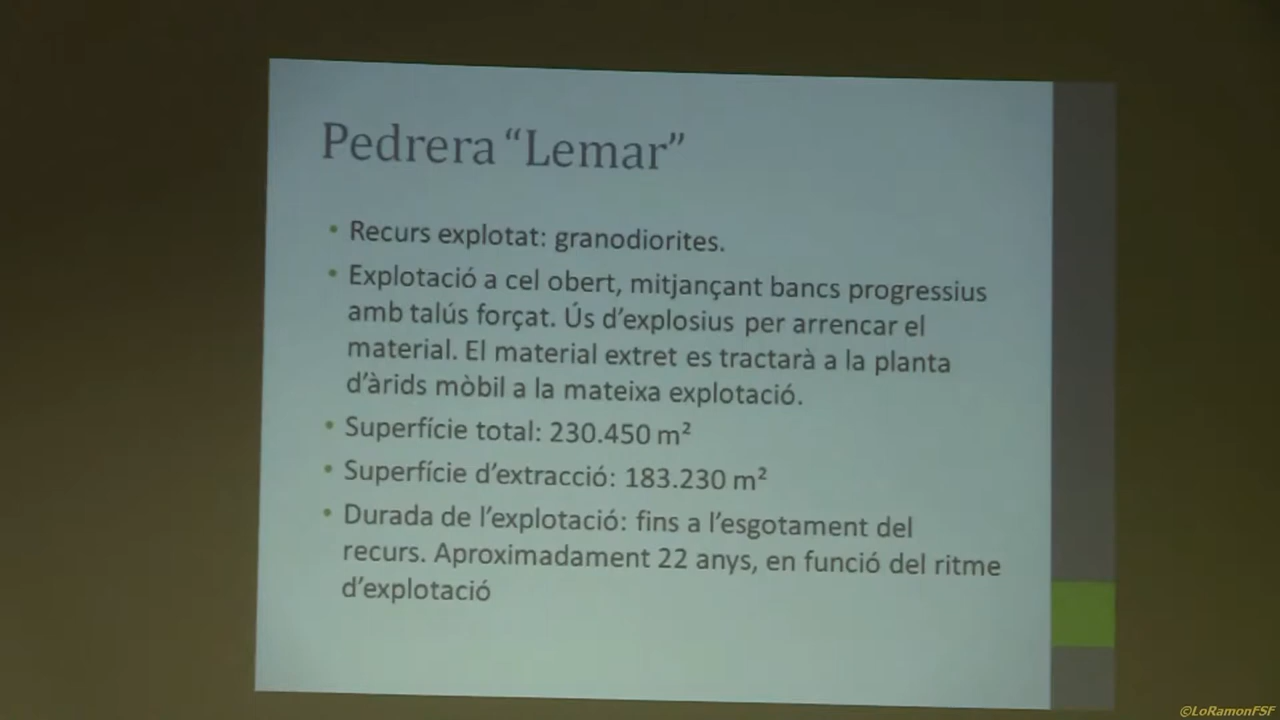 Pedrera “Lemar”
• Recurs explotat: granodiorites.
• Explotació a cel obert, mitjançant bancs progressius
amb talús forçat. Ús d’explosius per arrencar el
material. El material extret es tractarà a la planta
d’àrids mòbil a la mateixa explotació.
• Superfície total: 230.450 m²
• Superfície d’extracció: 183.230 m²
• Durada de l’explotació: fins a l’esgotament del
recurs. Aproximadament 22 anys, en funció del ritme
d’explotació
©LoRamonFSF